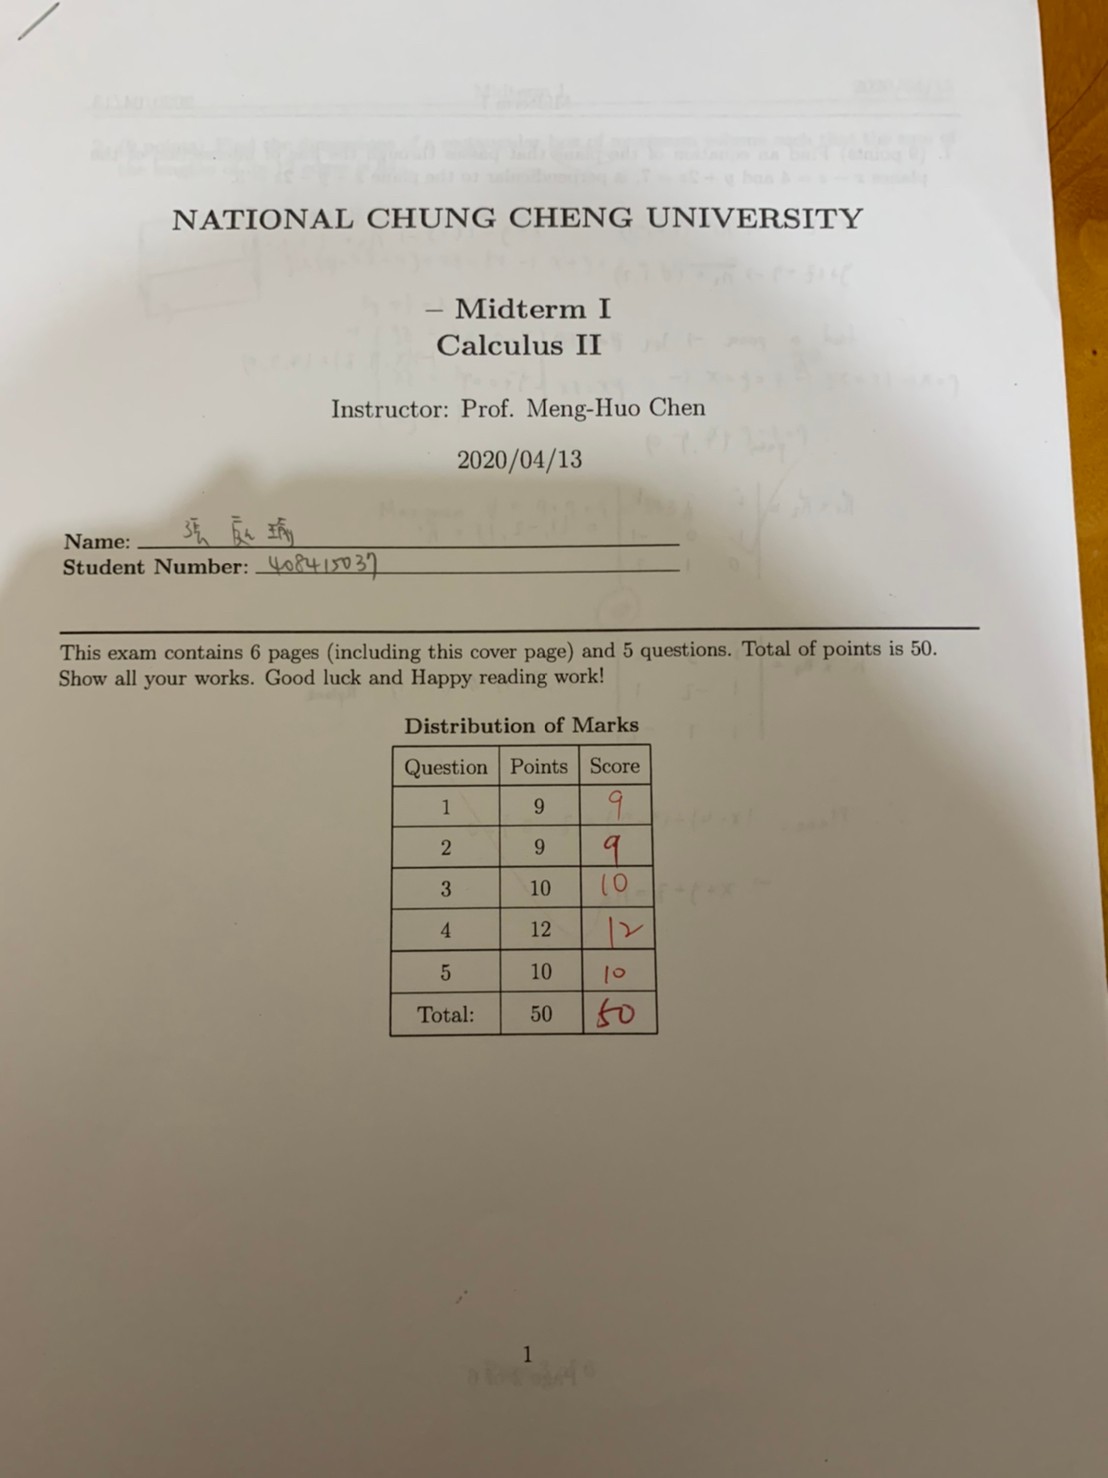 NATIONAL CHUNG CHENG UNIVERSITY
– Midterm I
Calculus II
Instructor: Prof. Meng-Huo Chen
2020/04/13
Name: 張
Student Number: 408415037
This exam contains 6 pages (including this cover page) and 5 questions. Total of points is 50.
Show all your works. Good luck and Happy reading work!
Distribution of Marks
Question Points Score
1 9 9
2 9 9
3 10 10
4 12 12
5 10 10
Total: 50 50
1